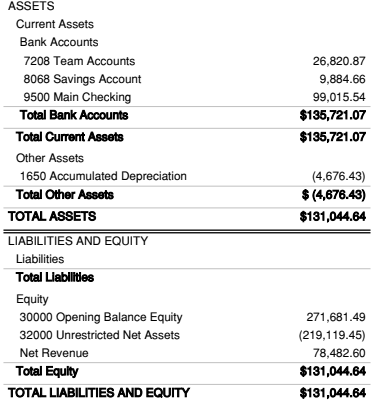 ASSETS
Current Assets
Bank Accounts
7208 Team Accounts 26,820.87
8068 Savings Account 9,884.66
9500 Main Checking 99,015.54
Total Bank Accounts $135,721.07
Total Current Assets $135,721.07
Other Assets
1650 Accumulated Depreciation (4,676.43)
Total Other Assets $ (4,676.43)
TOTAL ASSETS $131,044.64
LIABILITIES AND EQUITY
Liabilities
Total Liabilities
Equity
30000 Opening Balance Equity 271,681.49
32000 Unrestricted Net Assets (219,119.45)
Net Revenue 78,482.60
Total Equity $131,044.64
TOTAL LIABILITIES AND EQUITY $131,044.64